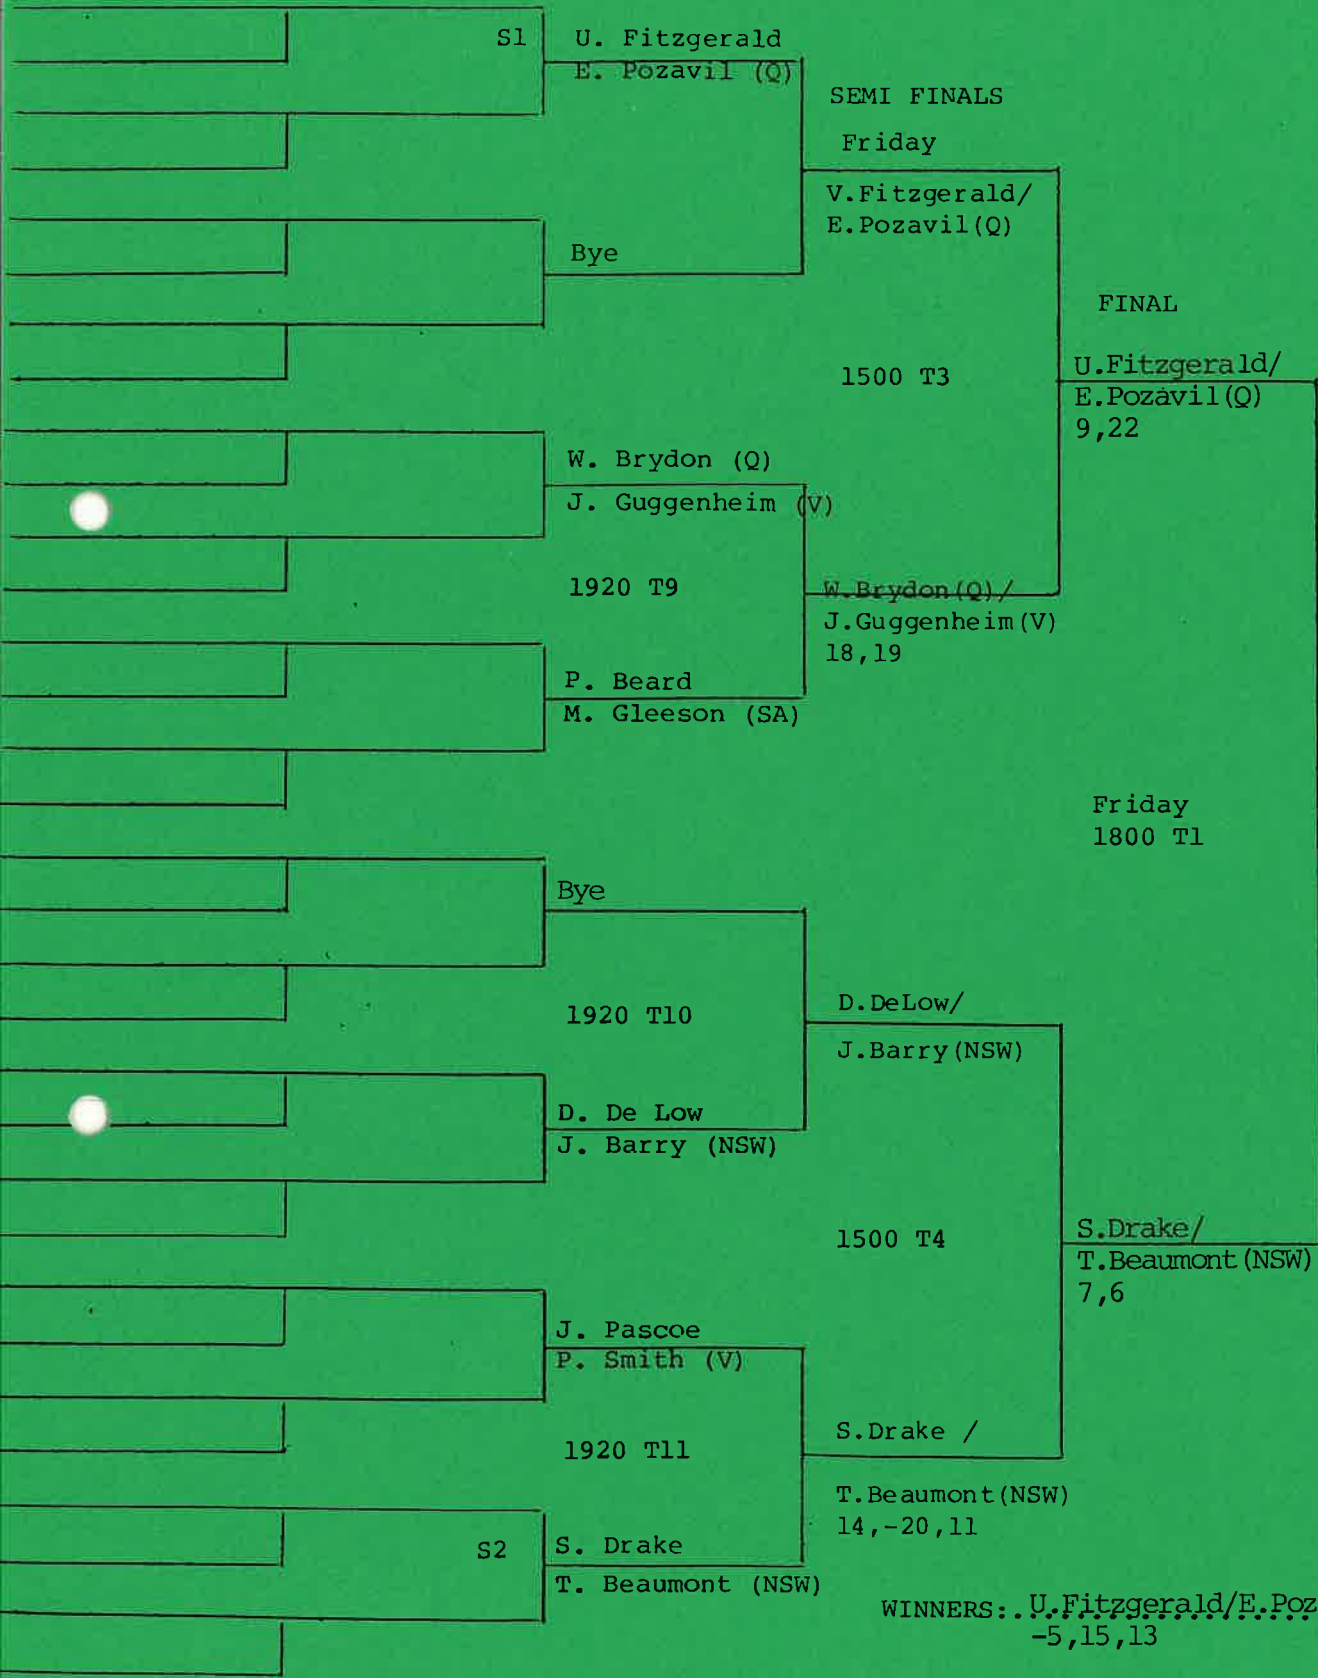 S1
U. Fitzgerald
E. Pozavil (Q)
SEMI FINALS
Friday
V.Fitzgerald/
E.Pozavil(Q)
Bye
FINAL
1500 T3
U.Fitzgerald/
E.Pozavil(Q)
9,22
W. Brydon (Q)
J. Guggenheim (V)
1920 T9
W.Brydon(Q)/
J.Guggenheim(V)
18,19
P. Beard
M. Gleeson (SA)
Friday
1800 T1
Bye
1920 T10
D.DeLow/
J.Barry(NSW)
D. De Low
J. Barry (NSW)
1500 T4
S.Drake/
T.Beaumont(NSW)
7,6
J. Pascoe
P. Smith (V)
1920 T11
S.Drake /
T.Beaumont(NSW)
14,-20,11
S2
S. Drake
T. Beaumont (NSW)
WINNERS:.U.Fitzgerald/E.Poz
-5,15,13